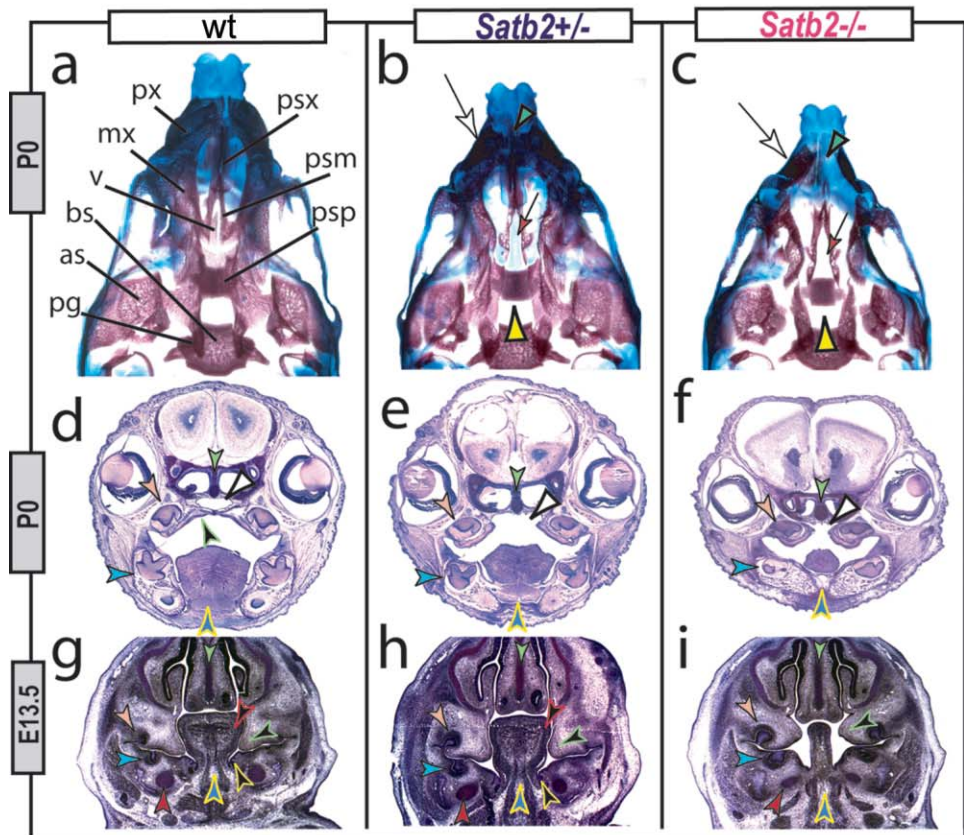 wt
Satb2+/-
Satb2-/-
P0
a
px
mx
v
bs
as
pg
psx
psm
psp
b
c
P0
d
e
f
E13.5
g
h
i